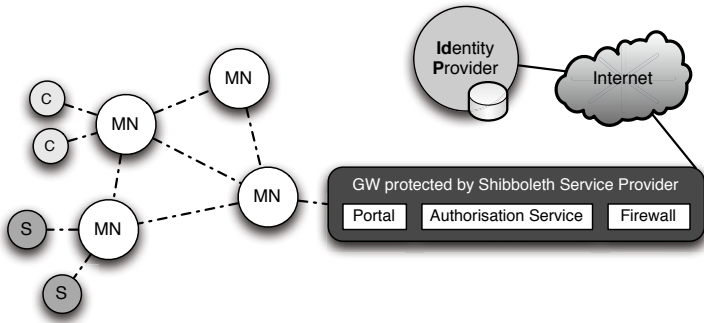 Identity
Provider
Internet
MN
C
MN
C
MN
GW protected by Shibboleth Service Provider
Portal
Authorisation Service
Firewall
S
MN
S